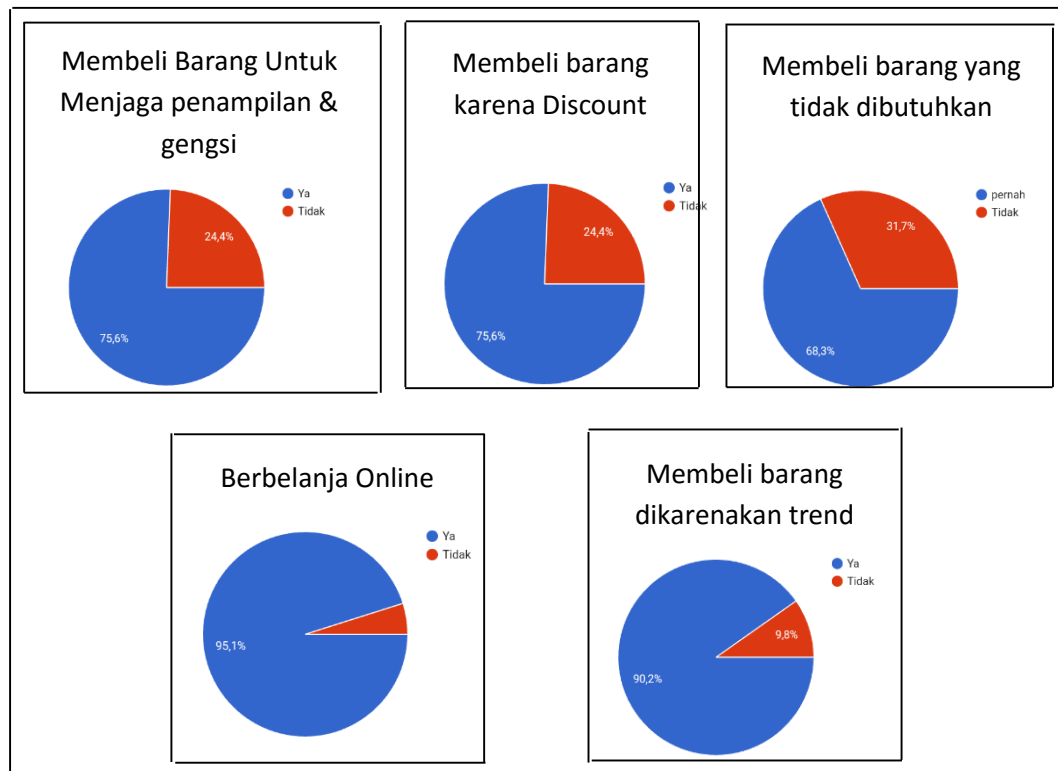 Membeli Barang Untuk
Menjaga penampilan &
gengsi
Ya
Tidak
24,4%
75,6%
Membeli barang
karena Discount
Ya
Tidak
24,4%
75,6%
Membeli barang yang
tidak dibutuhkan
pernah
Tidak
31,7%
68,3%
Berbelanja Online
Ya
Tidak
95,1%
Membeli barang
dikarenakan trend
Ya
Tidak
9,8%
90,2%